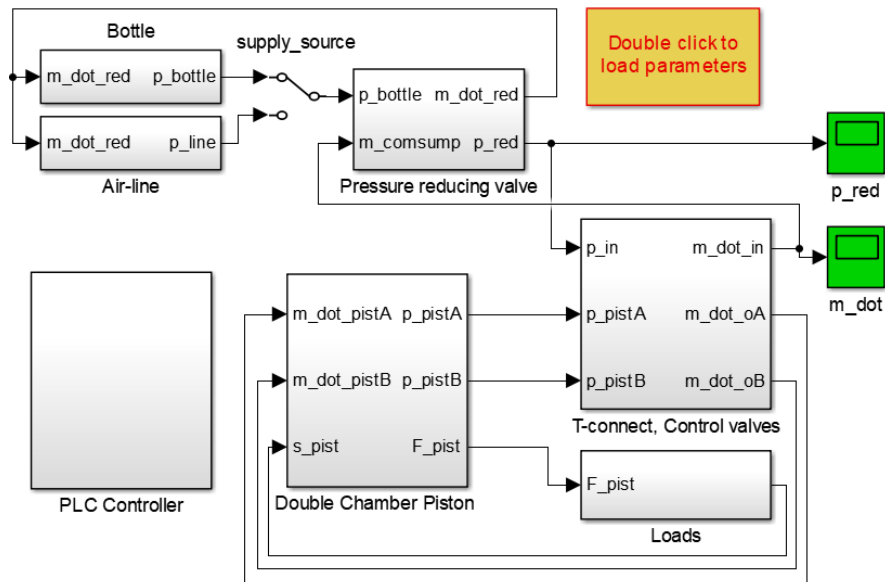 Bottle
m_dot_red p_bottle
supply_source
m_dot_red p_line
Air-line
p_bottle m_dot_red
m_comsump p_red
Pressure reducing valve
Double click to
load parameters
p_red
m_dot
p_in m_dot_in
p_pistA m_dot_oA
p_pistB m_dot_oB
T-connect, Control valves
m_dot_pistA p_pistA
m_dot_pistB p_pistB
s_pist F_pist
Double Chamber Piston
PLC Controller
F_pist
Loads